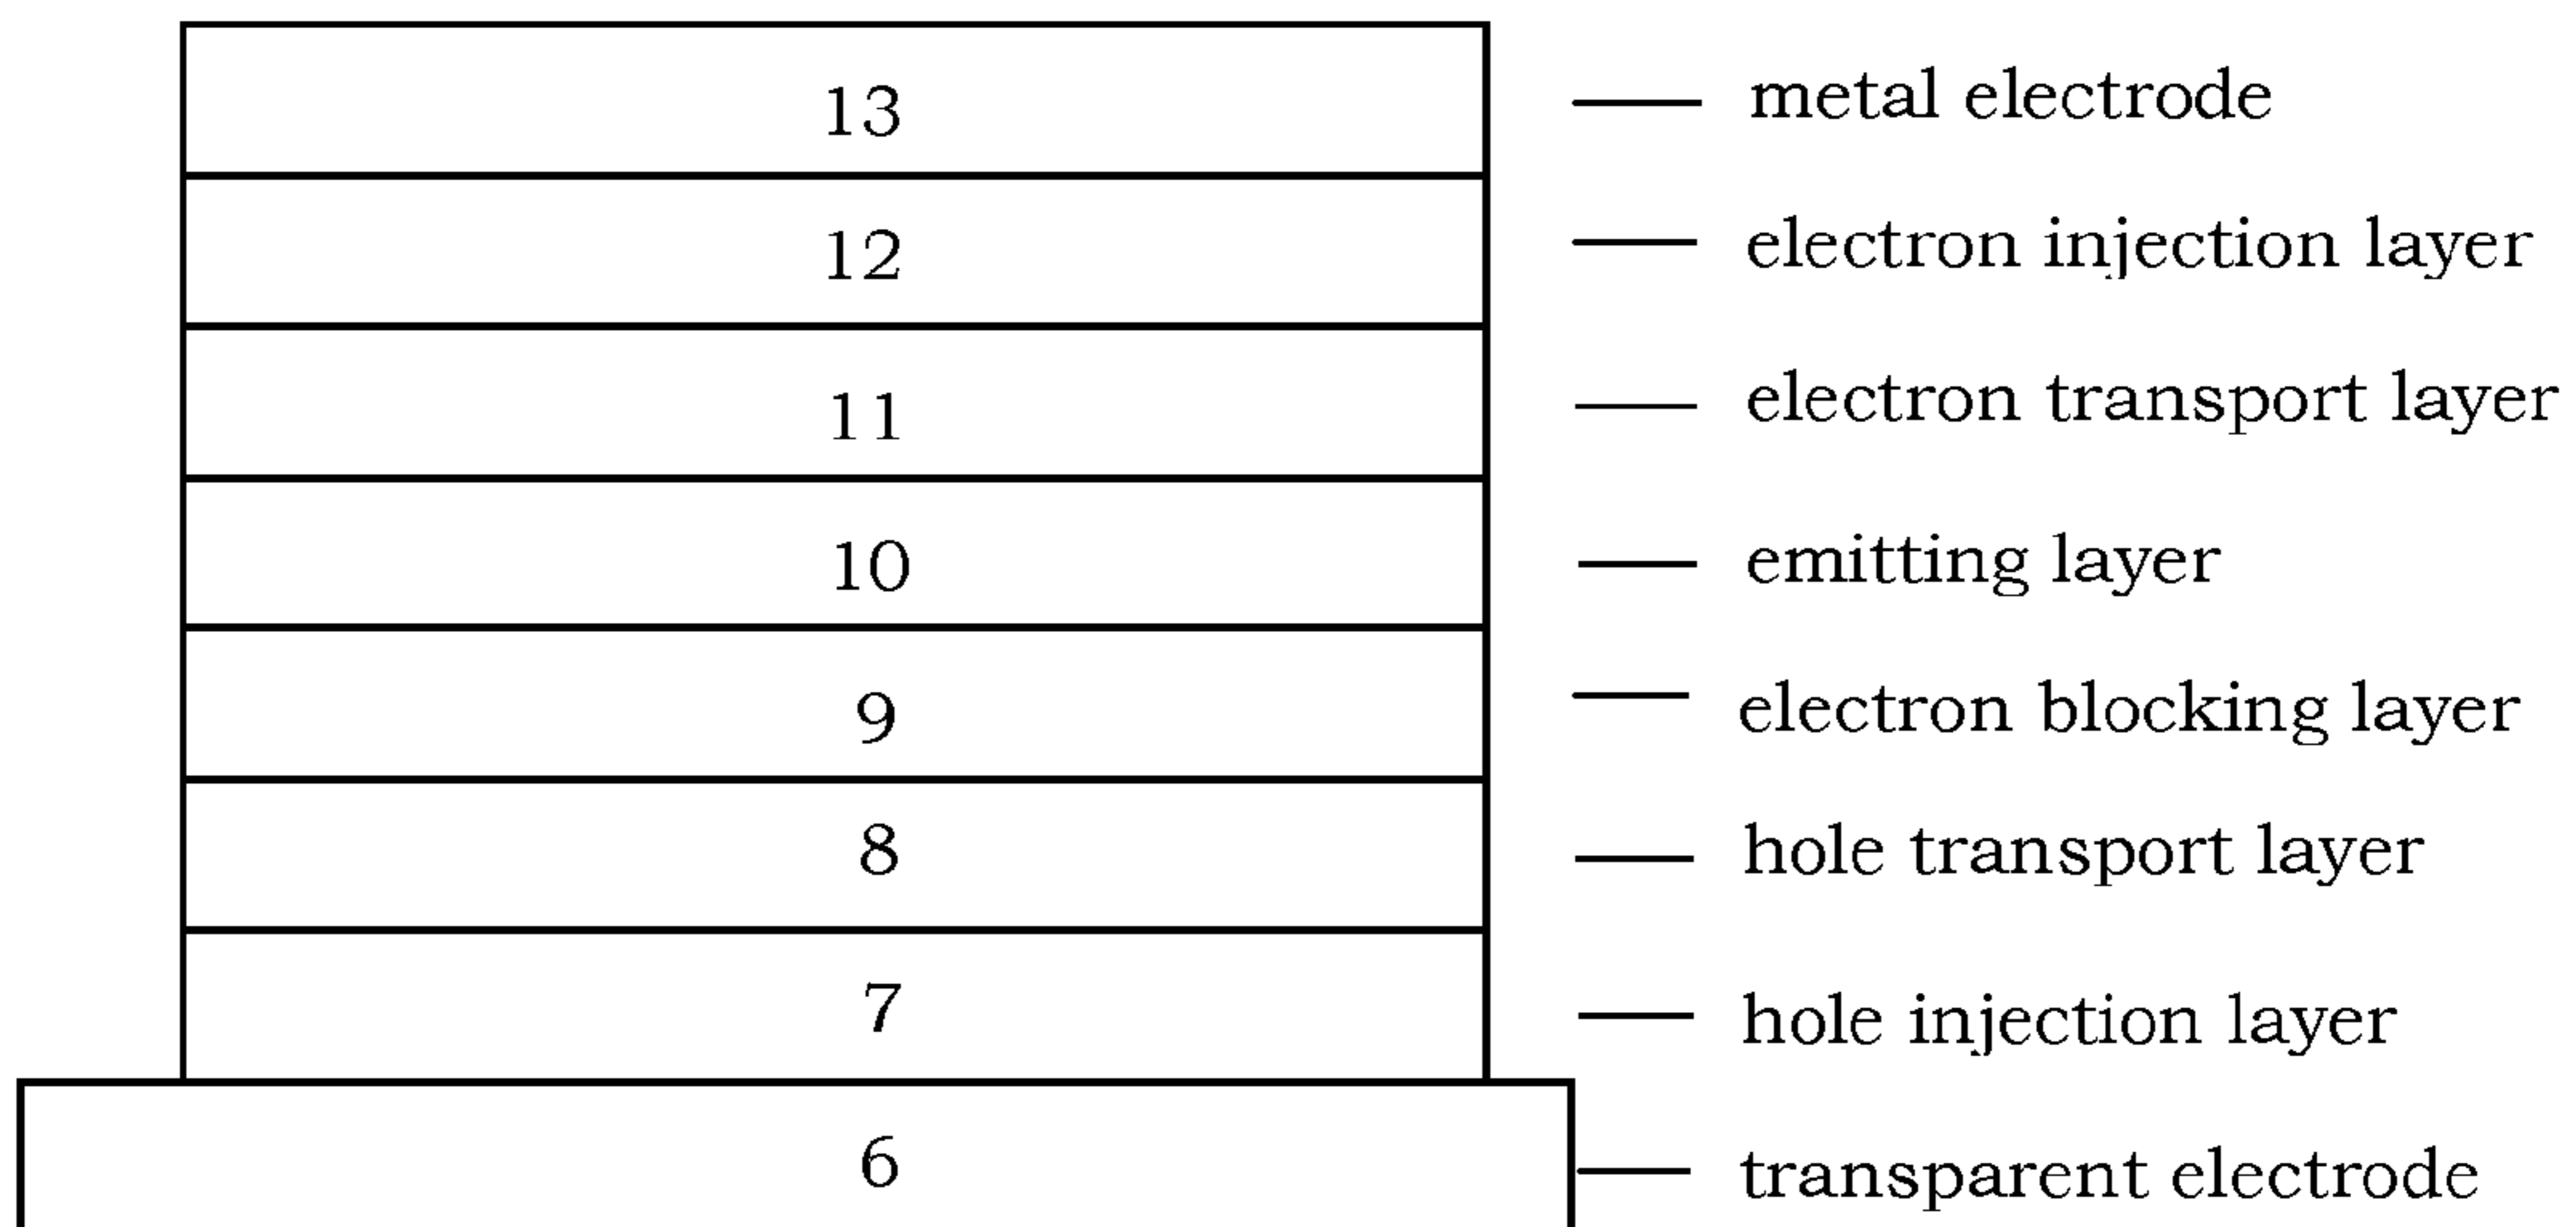 13 metal electrode
12 electron injection layer
11 electron transport layer
10 emitting layer
9 electron blocking layer
8 hole transport layer
7 hole injection layer
6 transparent electrode